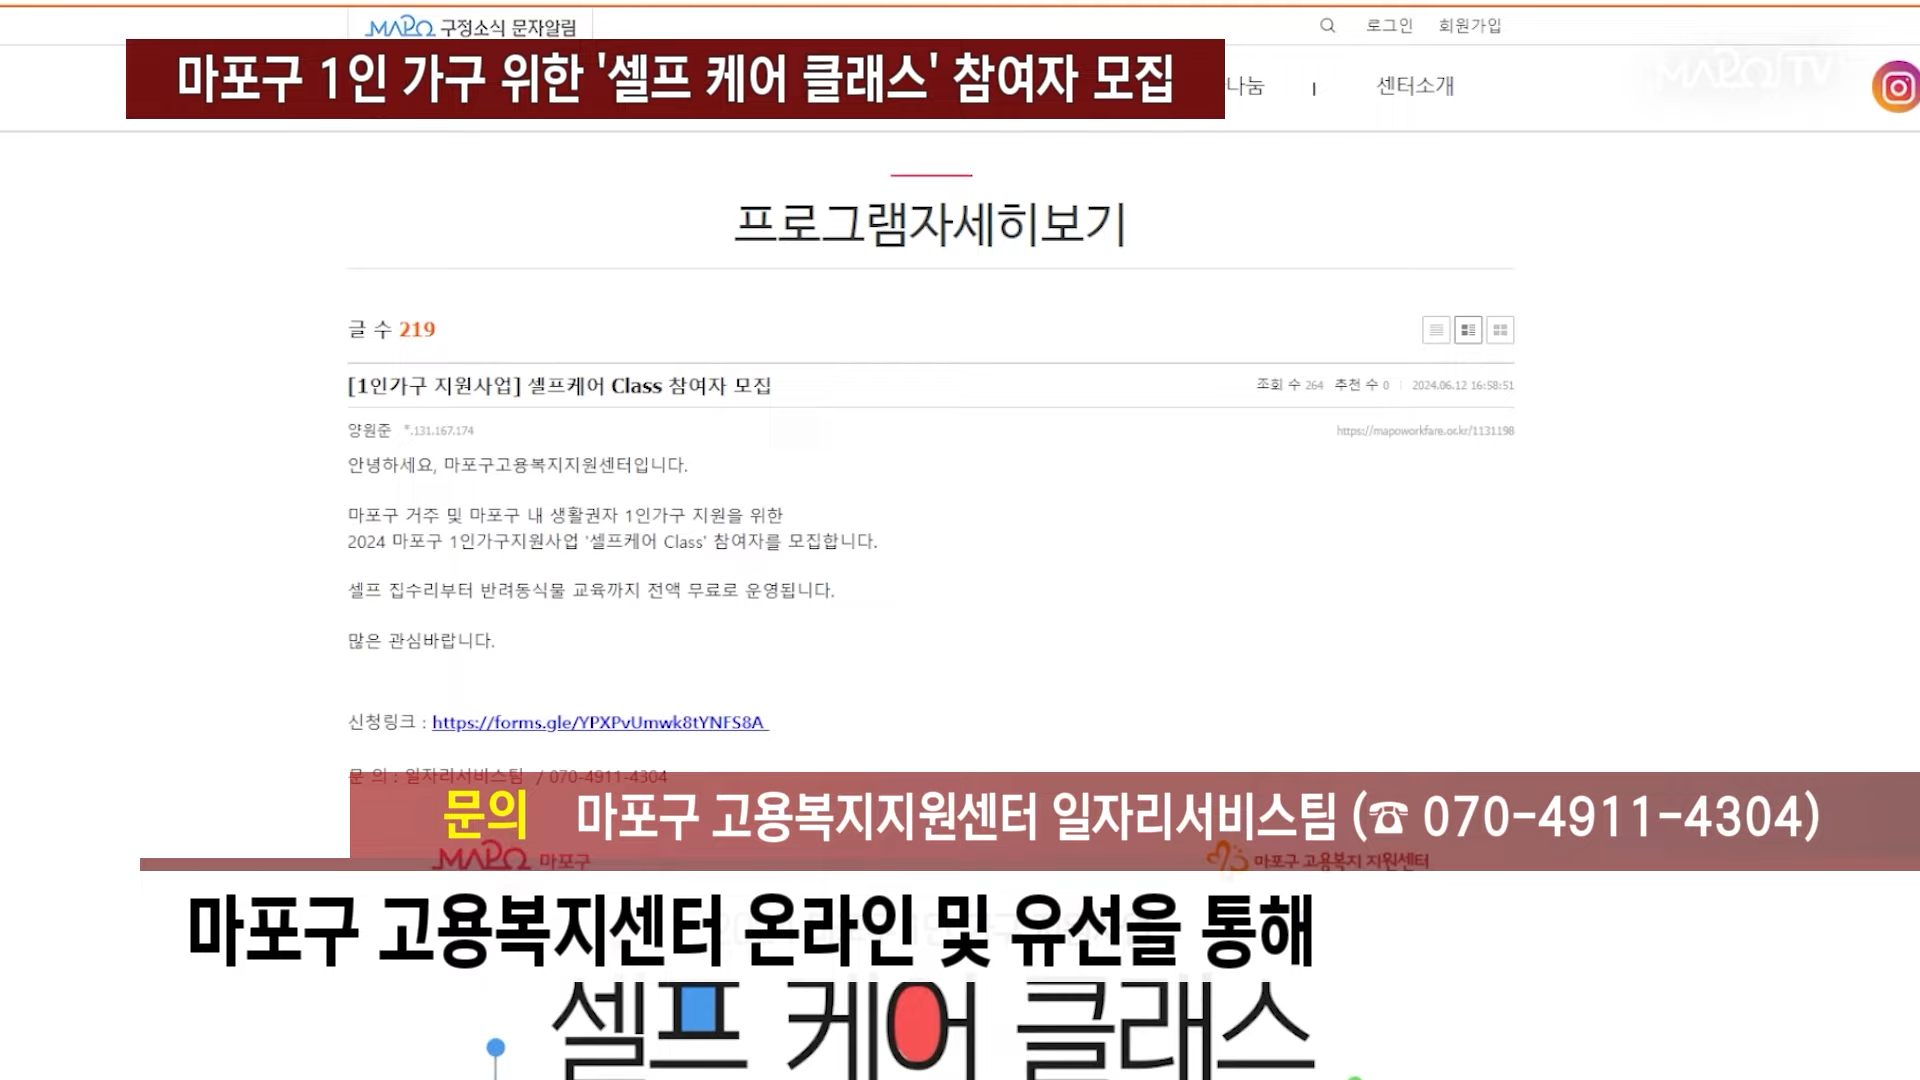 MAPO 구정소식 문자알림
로그인 회원가입
마포구 1인 가구 위한 '셀프 케어 클래스' 참여자 모집
나눔 | 센터소개
MAPO TV
프로그램자세히보기
글 수 219
[1인가구 지원사업] 셀프케어 Class 참여자 모집
조회 수 264 추천 수 0 | 2024.06.12 16:58:51
양원준 *.131.167.174
https://mapoworkfare.or.kr/1131198
안녕하세요, 마포구고용복지지원센터입니다.
마포구 거주 및 마포구 내 생활권자 1인가구 지원을 위한
2024 마포구 1인가구지원사업 '셀프케어 Class' 참여자를 모집합니다.
셀프 집수리부터 반려동식물 교육까지 전액 무료로 운영됩니다.
많은 관심바랍니다.
신청링크 : https://forms.gle/YPXPvUmwk8tYNFS8A
문 의 : 일자리서비스팀 / 070-4911-4304
문의 마포구 고용복지지원센터 일자리서비스팀 (☎ 070-4911-4304)
MAPO 마포구
마포구 고용복지 지원센터
마포구 고용복지센터 온라인 및 유선을 통해
셀프 케어 클래스